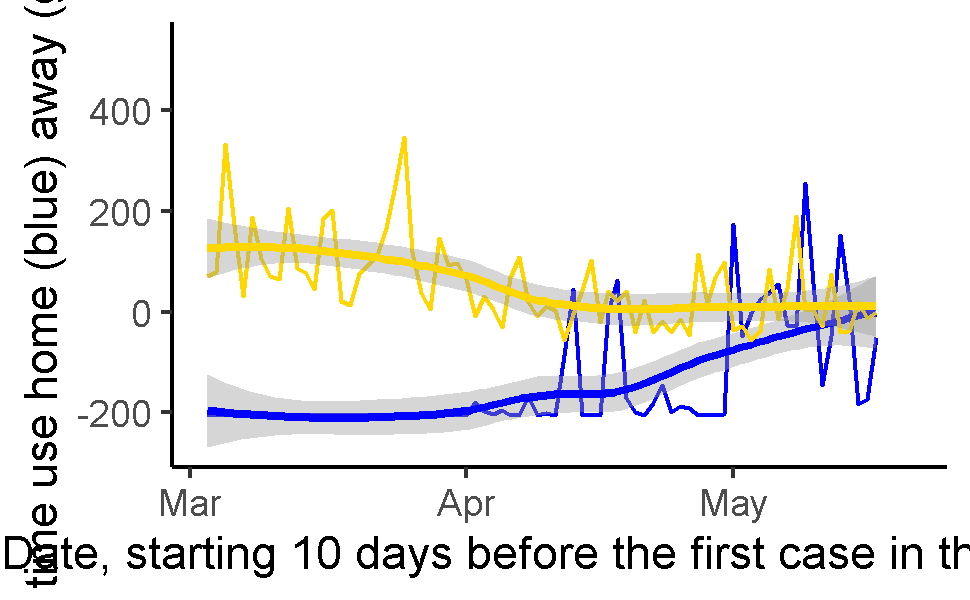 time use home (blue) away (g
400
200
0
-200
Mar Apr May
Date, starting 10 days before the first case in th